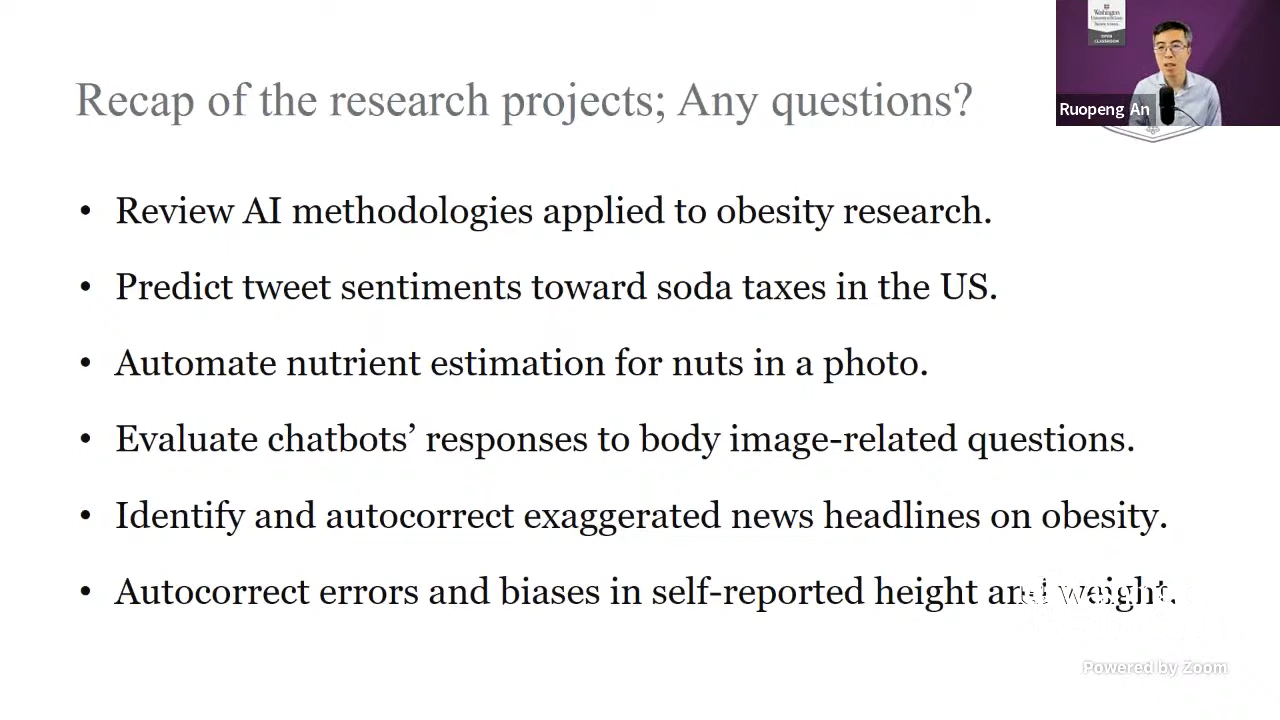 Recap of the research projects; Any questions?
Washington
OPEN
CLASSROOM
Ruopeng An
• Review AI methodologies applied to obesity research.
• Predict tweet sentiments toward soda taxes in the US.
• Automate nutrient estimation for nuts in a photo.
• Evaluate chatbots’ responses to body image-related questions.
• Identify and autocorrect exaggerated news headlines on obesity.
• Autocorrect errors and biases in self-reported height and weight.
Powered by Zoom